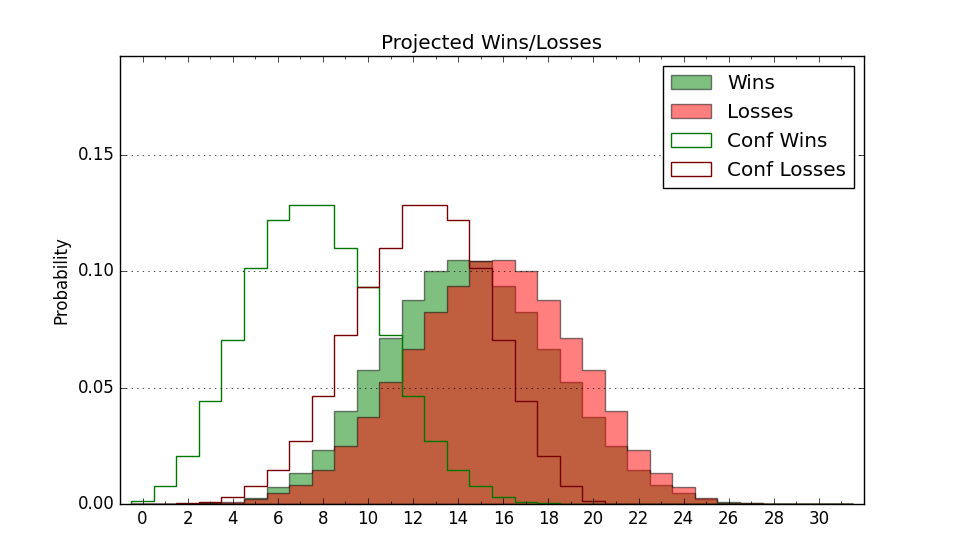 Projected Wins/Losses
Wins
Losses
Conf Wins
Conf Losses
Probability
0.15
0.10
0.05
0.00
0 2 4 6 8 10 12 14 16 18 20 22 24 26 28 30